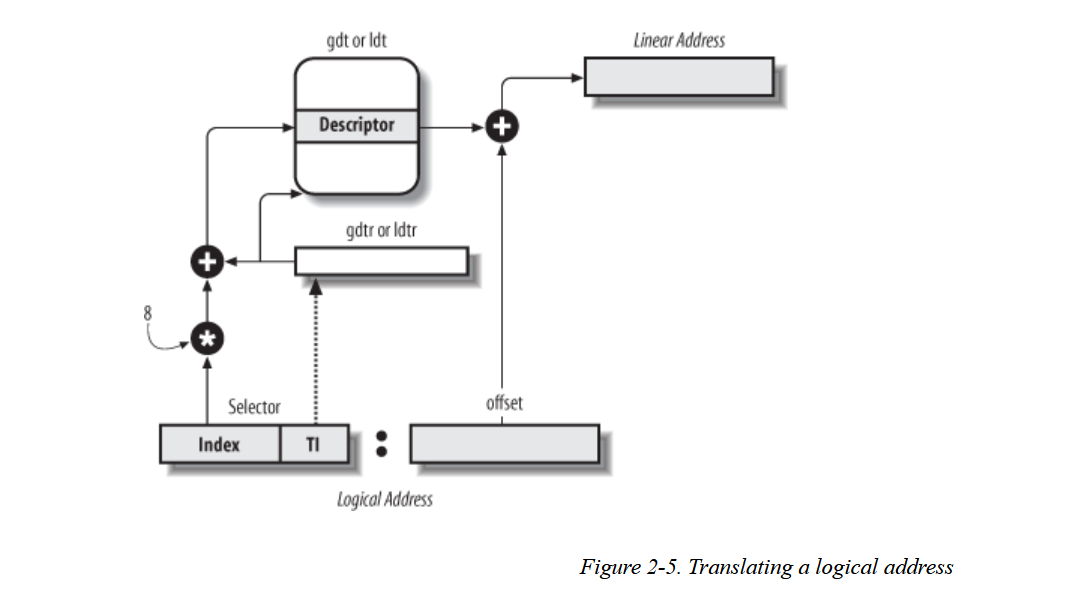 gdt or ldt
Linear Address
Descriptor
+
gdtr or ldtr
+
8
*
Selector
offset
Index
TI
:
Logical Address
Figure 2-5. Translating a logical address